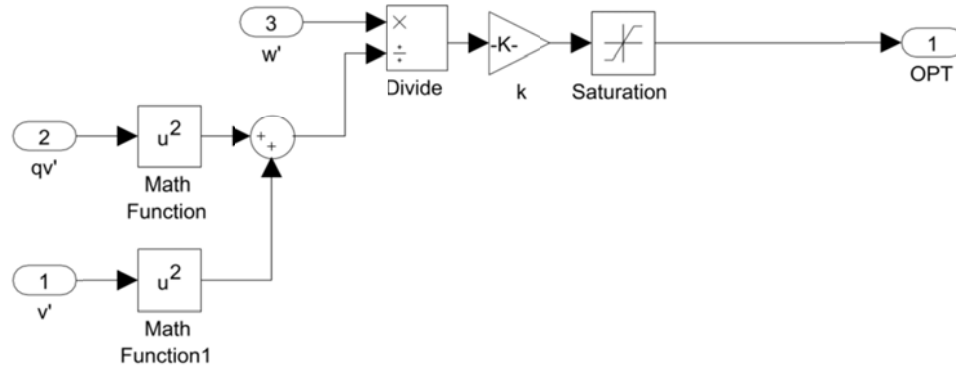 3
w'
×
÷
Divide
-K-
k
Saturation
1
OPT
2
qv'
u²
Math
Function
+
+
1
v'
u²
Math
Function1